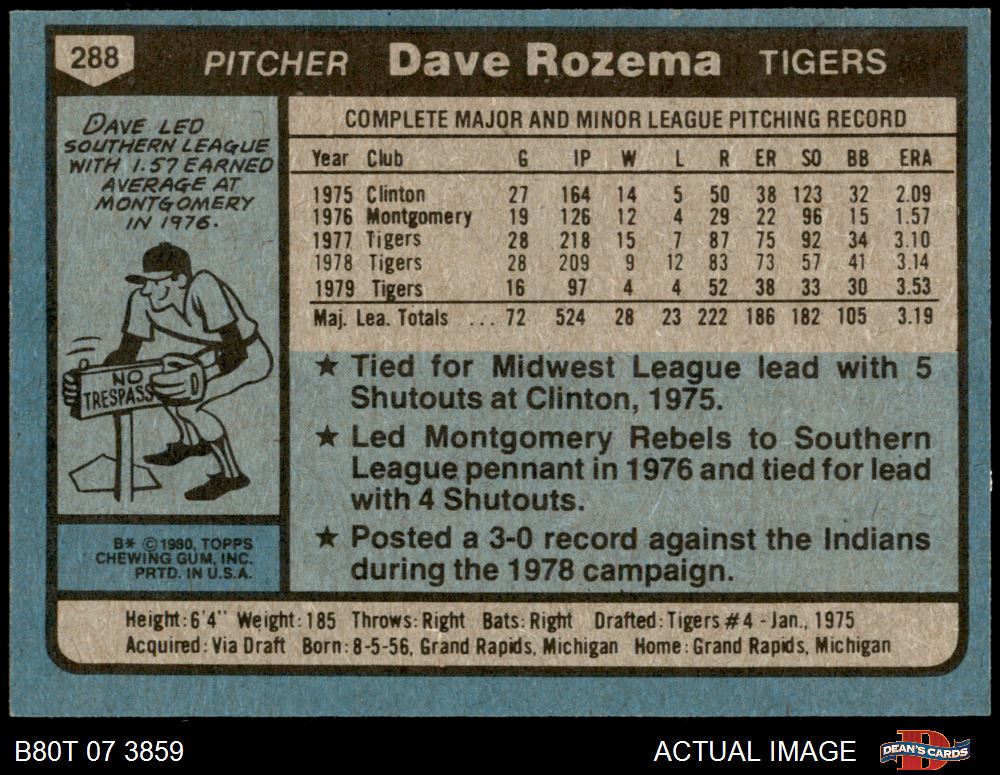 288 PITCHER Dave Rozema TIGERS
DAVE LED
SOUTHERN LEAGUE
WITH 1.57 EARNED
AVERAGE AT
MONTGOMERY
IN 1976.
NO
TRESPASS
B* ©1980, TOPPS
CHEWING GUM, INC.
PRTD. IN U.S.A.
COMPLETE MAJOR AND MINOR LEAGUE PITCHING RECORD
Year Club G IP W L R ER SO BB ERA
1975 Clinton 27 164 14 5 50 38 123 32 2.09
1976 Montgomery 19 126 12 4 29 22 96 15 1.57
1977 Tigers 28 218 15 7 87 75 92 34 3.10
1978 Tigers 28 209 9 12 83 73 57 41 3.14
1979 Tigers 16 97 4 4 52 38 33 30 3.53
Maj. Lea. Totals ... 72 524 28 23 222 186 182 105 3.19
★ Tied for Midwest League lead with 5
Shutouts at Clinton, 1975.
★ Led Montgomery Rebels to Southern
League pennant in 1976 and tied for lead
with 4 Shutouts.
★ Posted a 3-0 record against the Indians
during the 1978 campaign.
Height: 6'4" Weight: 185 Throws: Right Bats: Right Drafted: Tigers #4 - Jan., 1975
Acquired: Via Draft Born: 8-5-56, Grand Rapids, Michigan Home: Grand Rapids, Michigan
B80T 07 3859 ACTUAL IMAGE DEAN'S CARDS